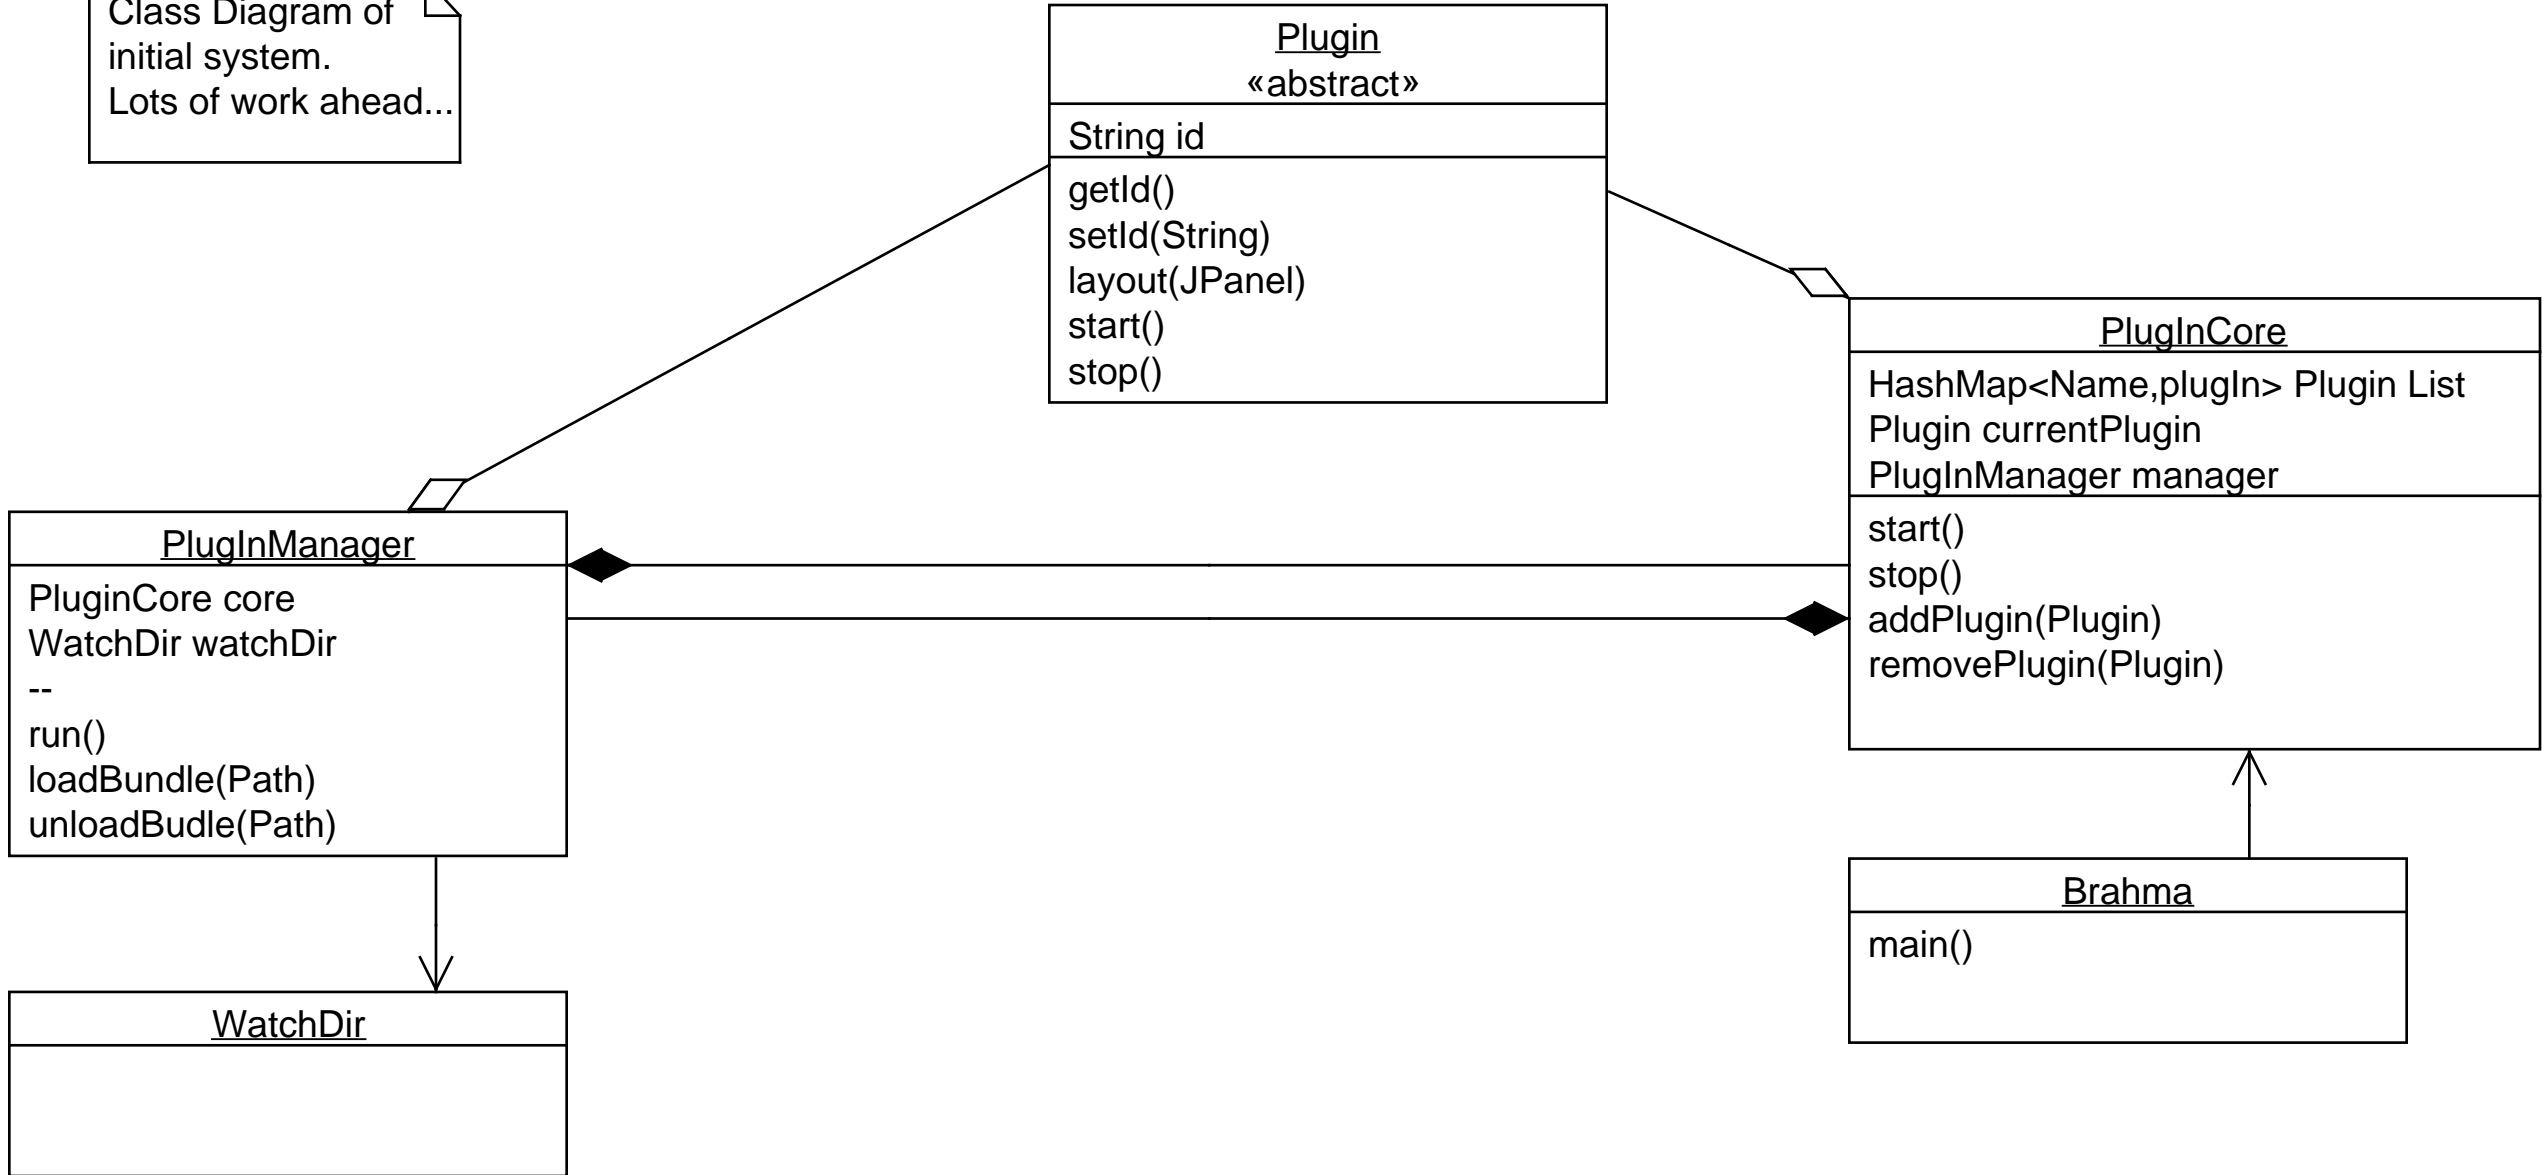 Class Diagram of
initial system.
Lots of work ahead...
Plugin
«abstract»
String id
getId()
setId(String)
layout(JPanel)
start()
stop()
PlugInCore
HashMap<Name,plugIn> Plugin List
Plugin currentPlugin
PlugInManager manager
start()
stop()
addPlugin(Plugin)
removePlugin(Plugin)
PlugInManager
PluginCore core
WatchDir watchDir
--
run()
loadBundle(Path)
unloadBudle(Path)
Brahma
main()
WatchDir